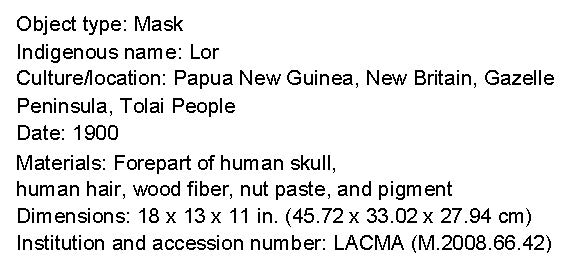 Object type: Mask
Indigenous name: Lor
Culture/location: Papua New Guinea, New Britain, Gazelle
Peninsula, Tolai People
Date: 1900
Materials: Forepart of human skull,
human hair, wood fiber, nut paste, and pigment
Dimensions: 18 x 13 x 11 in. (45.72 x 33.02 x 27.94 cm)
Institution and accession number: LACMA (M.2008.66.42)